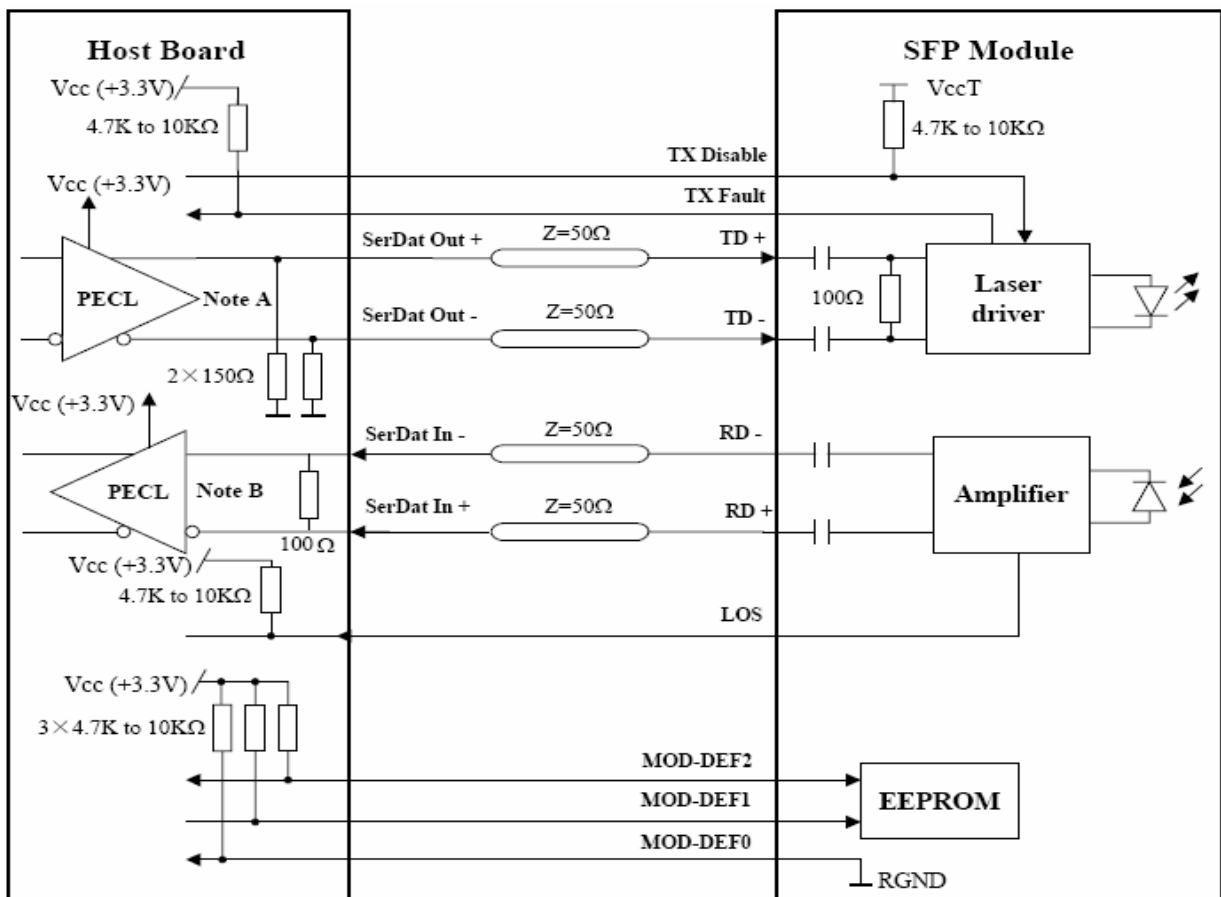 Host Board
SFP Module
Vcc (+3.3V)
4.7K to 10KΩ
VccT
4.7K to 10KΩ
TX Disable
TX Fault
Vcc (+3.3V)
SerDat Out +
Z=50Ω
TD +
PECL
Note A
100Ω
Laser
driver
SerDat Out -
Z=50Ω
TD -
2×150Ω
Vcc (+3.3V)
SerDat In -
Z=50Ω
RD -
PECL
Note B
Amplifier
SerDat In +
Z=50Ω
RD +
100Ω
Vcc (+3.3V)
4.7K to 10KΩ
LOS
Vcc (+3.3V)
3×4.7K to 10KΩ
MOD-DEF2
EEPROM
MOD-DEF1
MOD-DEF0
RGND